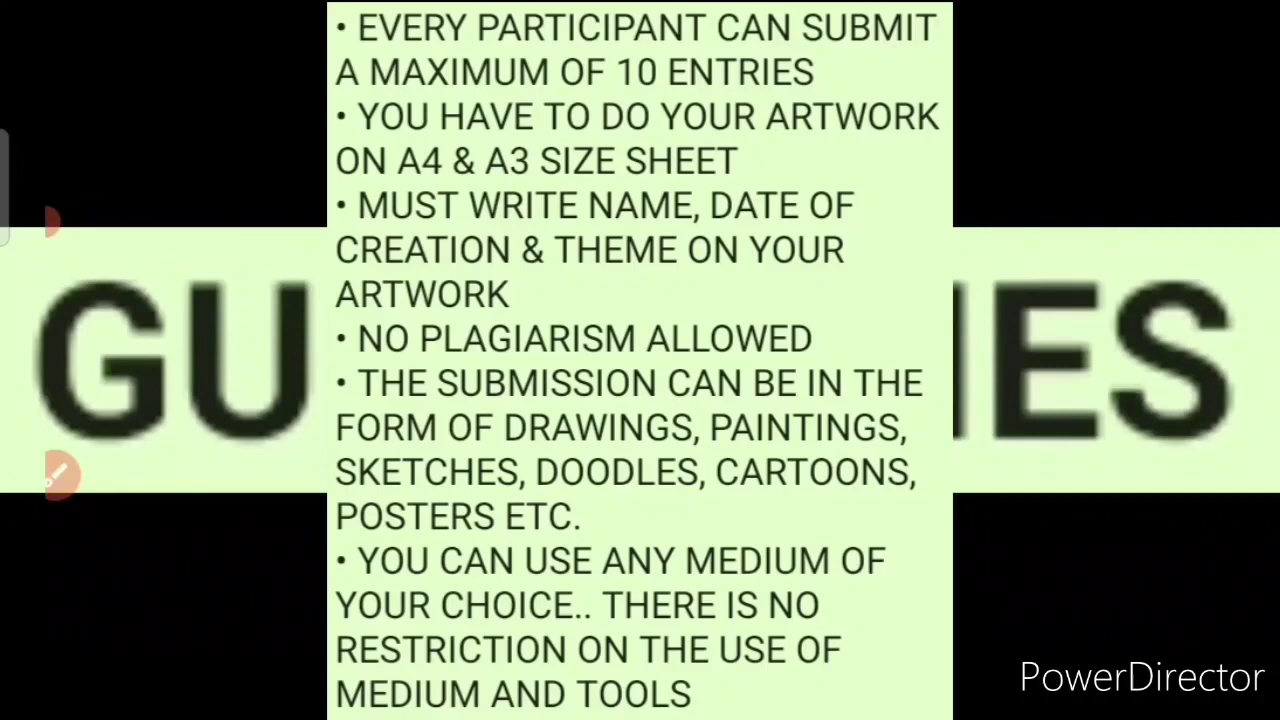 • EVERY PARTICIPANT CAN SUBMIT
A MAXIMUM OF 10 ENTRIES
• YOU HAVE TO DO YOUR ARTWORK
ON A4 & A3 SIZE SHEET
• MUST WRITE NAME, DATE OF
CREATION & THEME ON YOUR
ARTWORK
• NO PLAGIARISM ALLOWED
• THE SUBMISSION CAN BE IN THE
FORM OF DRAWINGS, PAINTINGS,
SKETCHES, DOODLES, CARTOONS,
POSTERS ETC.
• YOU CAN USE ANY MEDIUM OF
YOUR CHOICE.. THERE IS NO
RESTRICTION ON THE USE OF
MEDIUM AND TOOLS
GU ES
PowerDirector